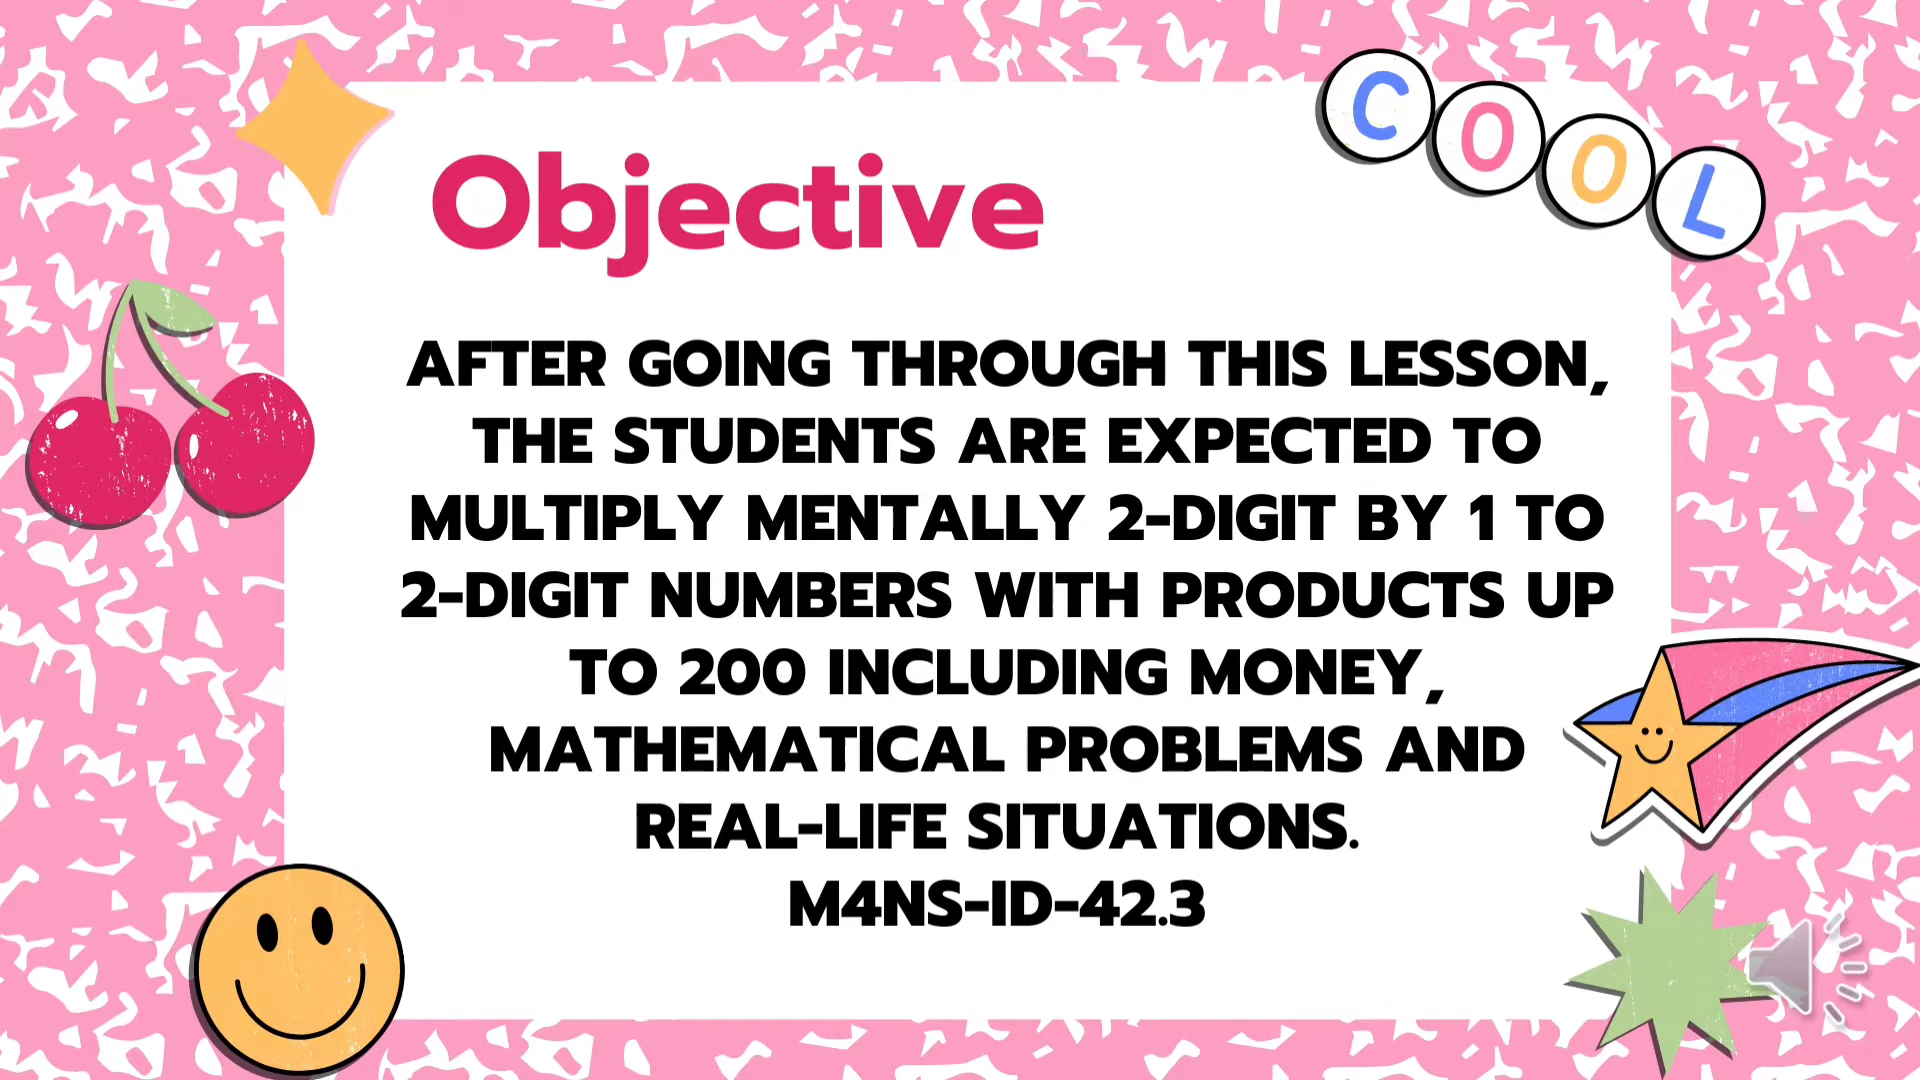 COOL
Objective
AFTER GOING THROUGH THIS LESSON,
THE STUDENTS ARE EXPECTED TO
MULTIPLY MENTALLY 2-DIGIT BY 1 TO
2-DIGIT NUMBERS WITH PRODUCTS UP
TO 200 INCLUDING MONEY,
MATHEMATICAL PROBLEMS AND
REAL-LIFE SITUATIONS.
M4NS-ID-42.3